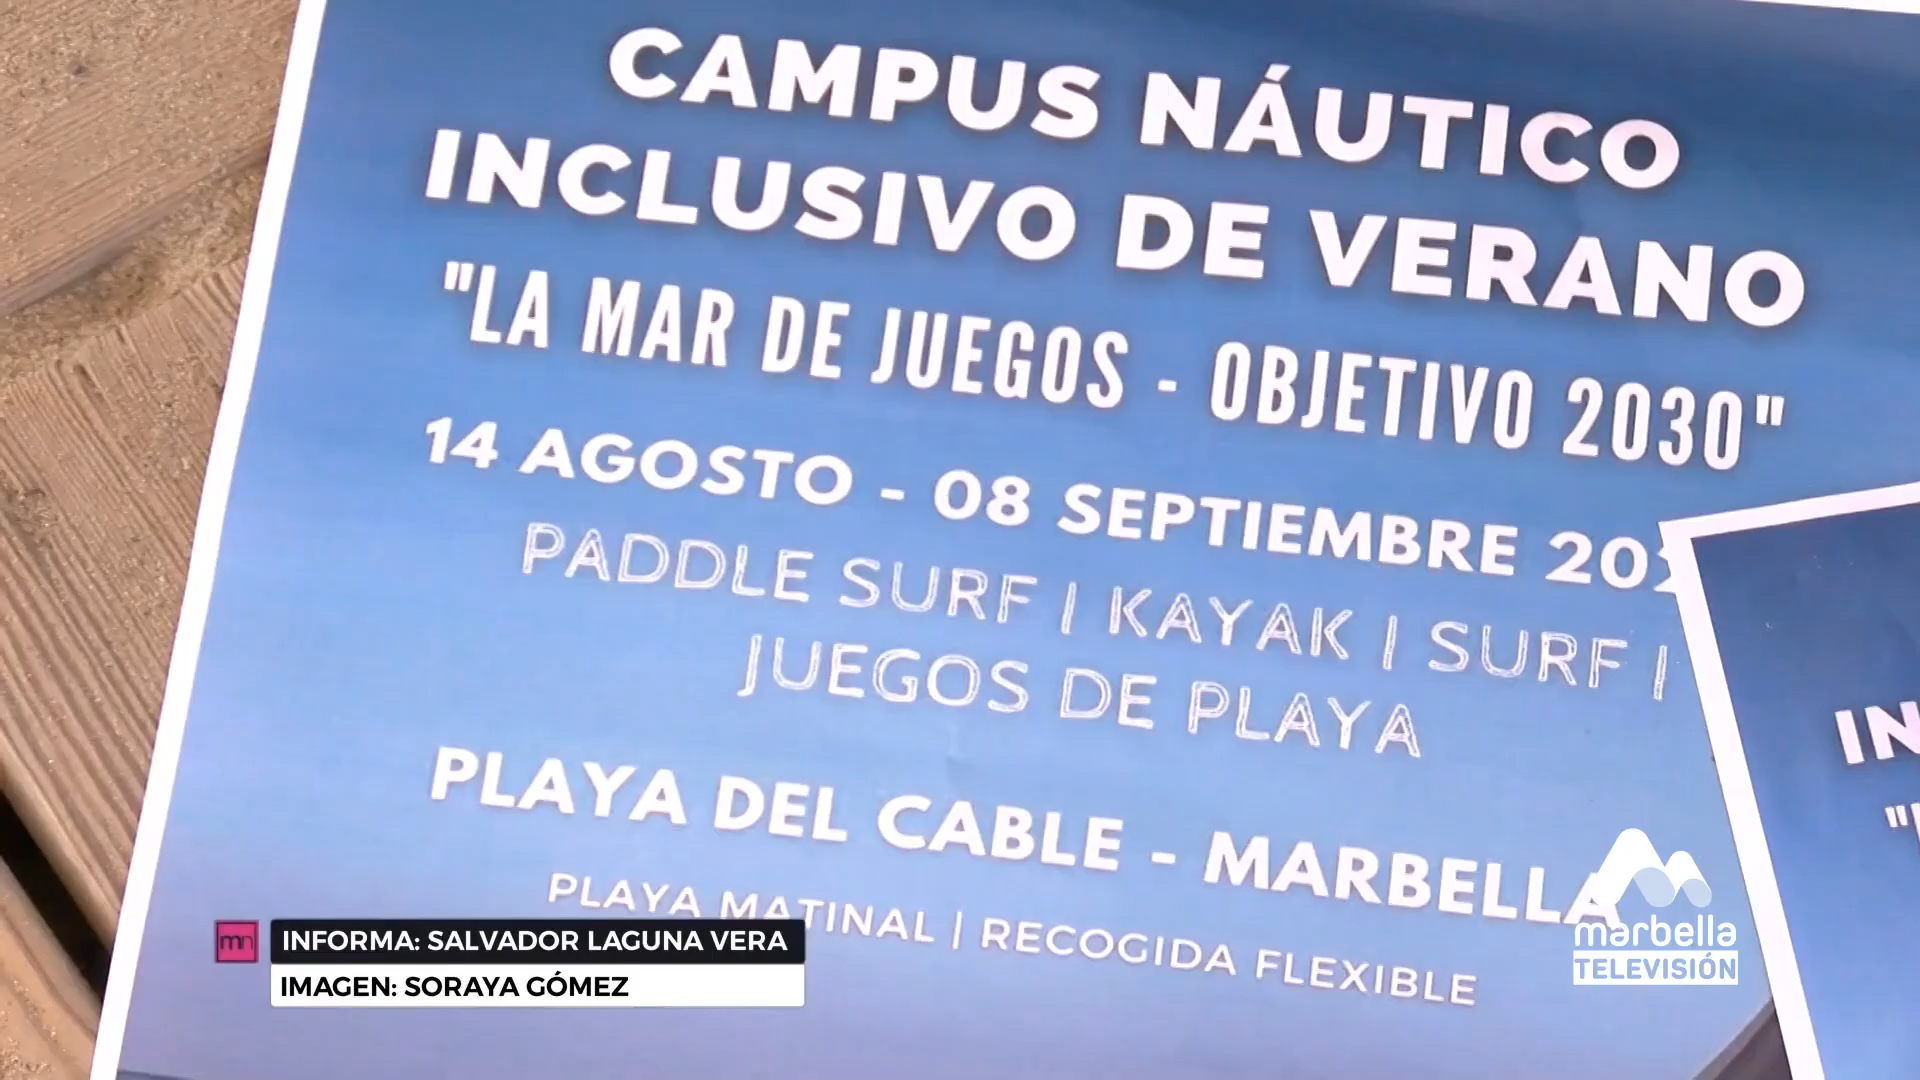 CAMPUS NÁUTICO
INCLUSIVO DE VERANO
"LA MAR DE JUEGOS - OBJETIVO 2030"
14 AGOSTO - 08 SEPTIEMBRE
PADDLE SURF | KAYAK | SURF |
JUEGOS DE PLAYA
PLAYA DEL CABLE - MARBELLA
PLAYA MATINAL | RECOGIDA FLEXIBLE
mn
INFORMA: SALVADOR LAGUNA VERA
IMAGEN: SORAYA GÓMEZ
marbella
TELEVISIÓN